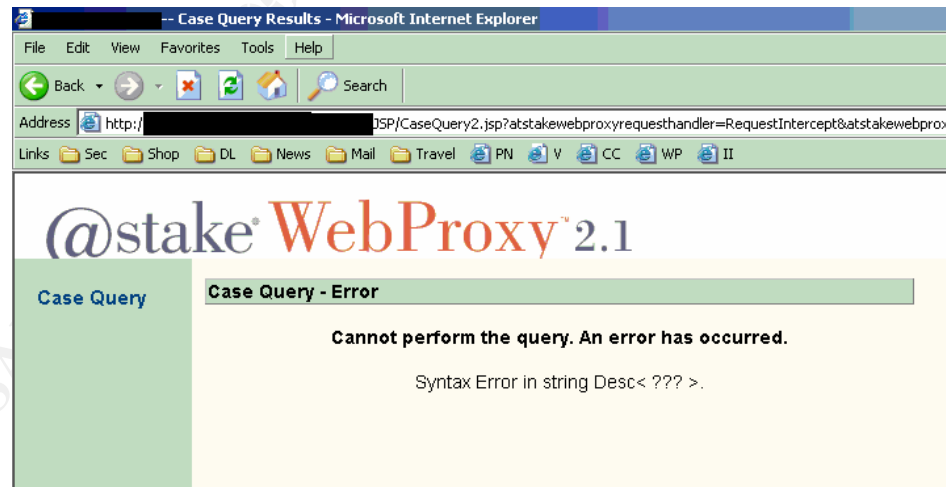 -- Case Query Results - Microsoft Internet Explorer
File Edit View Favorites Tools Help
Back Search
Address http:/ JSP/CaseQuery2.jsp?atstakewebproxyrequesthandler=RequestIntercept&atstakewebprox
Links Sec Shop DL News Mail Travel PN V CC WP II
@stake® WebProxy™ 2.1
Case Query
Case Query - Error
Cannot perform the query. An error has occurred.
Syntax Error in string Desc< ??? >.